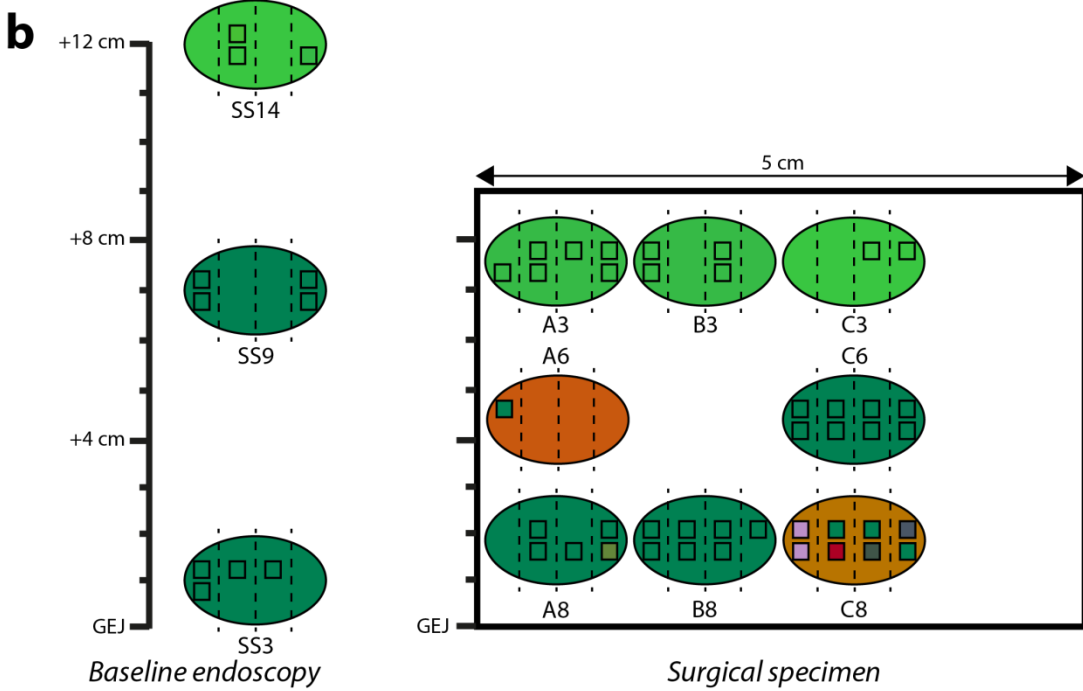 b
+12 cm
SS14
5 cm
+8 cm
SS9
A3 B3 C3
A6 C6
+4 cm
A8 B8 C8
GEJ
GEJ
SS3
Baseline endoscopy
Surgical specimen